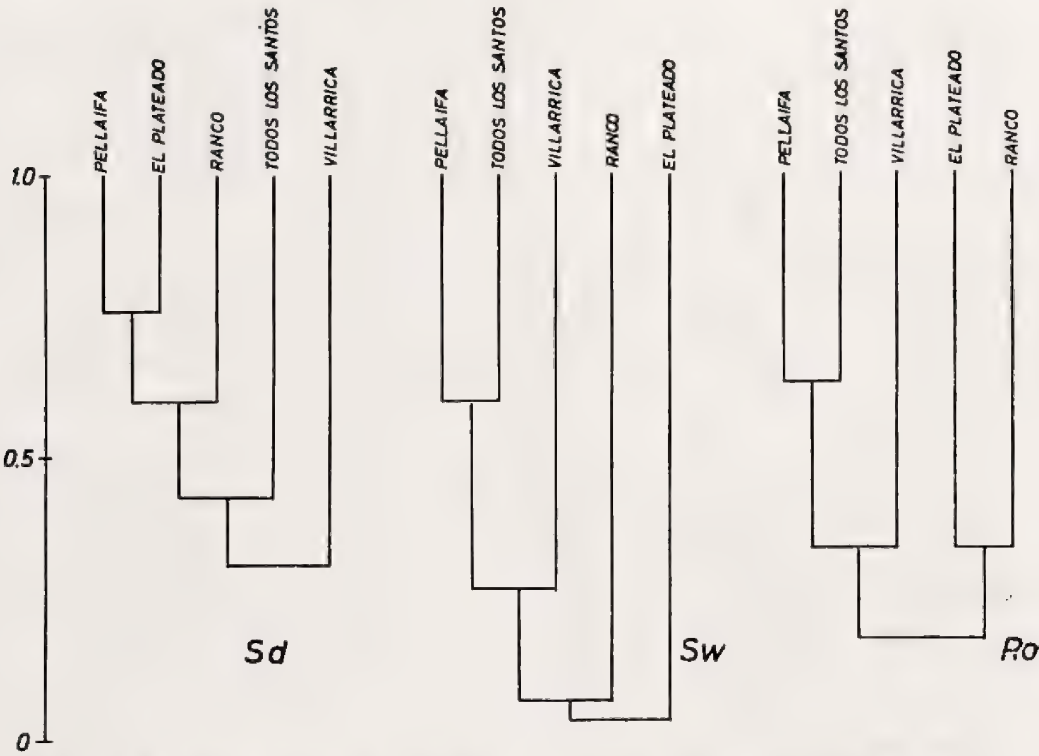 PELLAIFA
EL PLATEADO
RANCO
TODOS LOS SANTOS
VILLARRICA
PELLAIFA
TODOS LOS SANTOS
VILLARRICA
RANCO
EL PLATEADO
PELLAIFA
TODOS LOS SANTOS
VILLARRICA
EL PLATEADO
RANCO
1.0
0.5
0
Sd
Sw
P.o